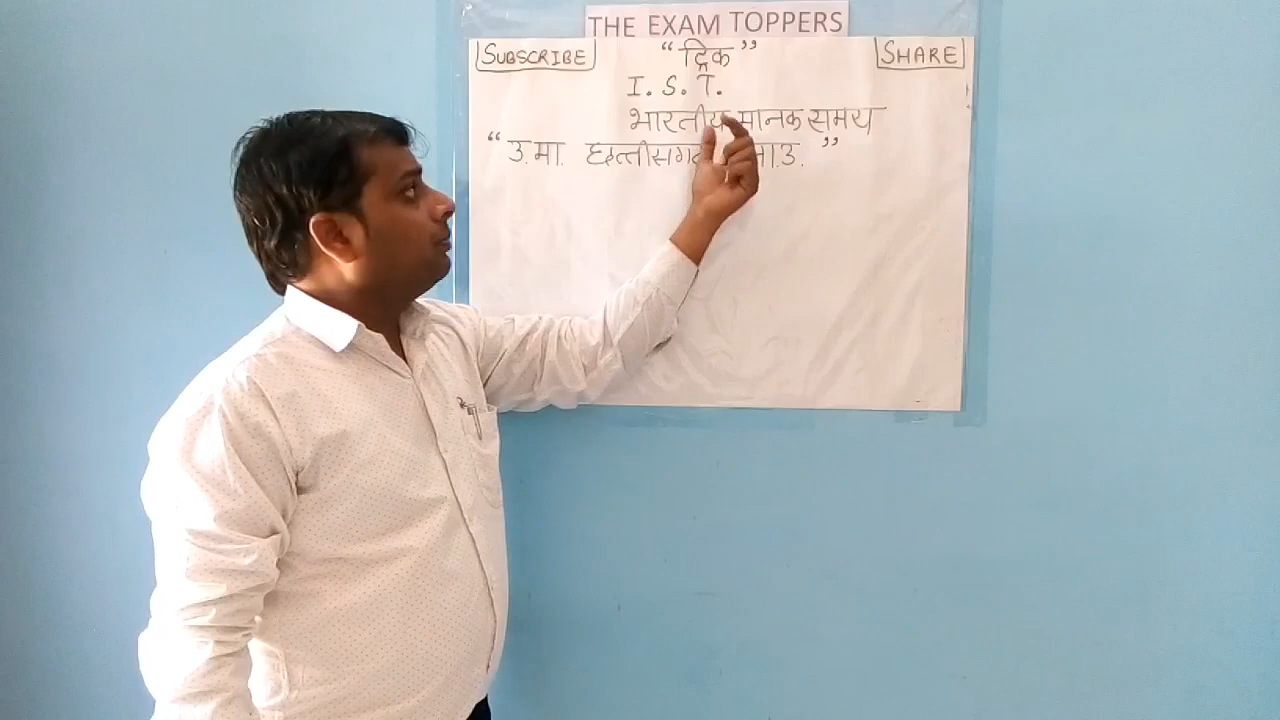 THE EXAM TOPPERS
SUBSCRIBE "ट्रिक" SHARE
I. S. T.
भारतीय मानक समय
"उ. मा. छत्तीसगढ़